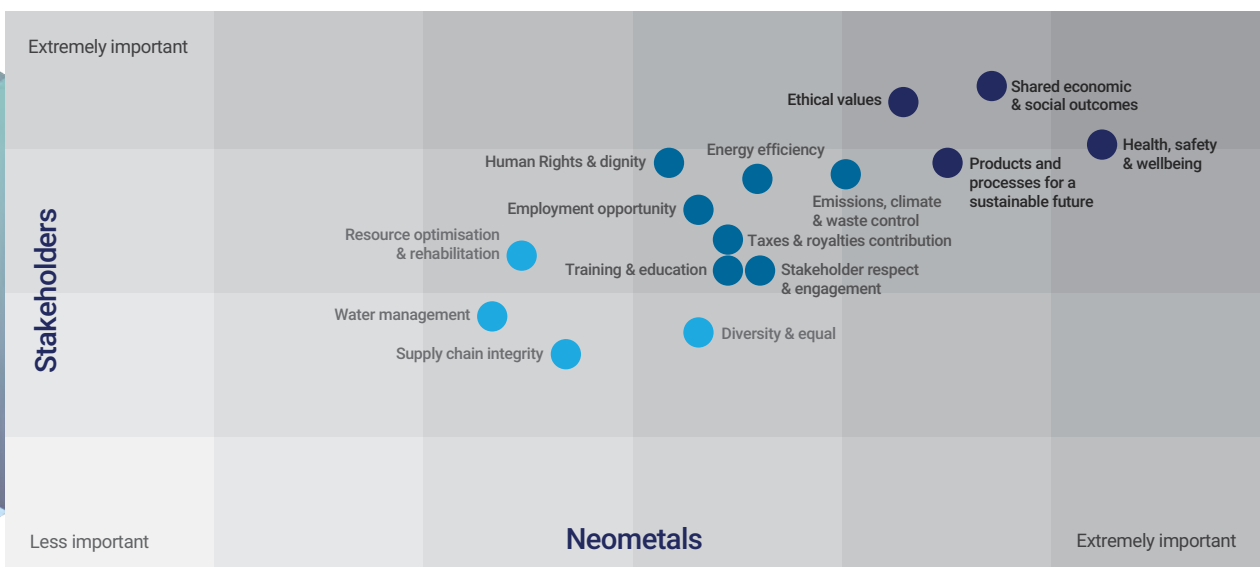 Extremely important
Shared economic
& social outcomes
Ethical values
Health, safety
& wellbeing
Energy efficiency
Human Rights & dignity
Products and
processes for a
sustainable future
Emissions, climate
& waste control
Employment opportunity
Resource optimisation
& rehabilitation
Taxes & royalties contribution
Training & education
Stakeholder respect
& engagement
Stakeholders
Water management
Diversity & equal
Supply chain integrity
Less important
Neometals
Extremely important